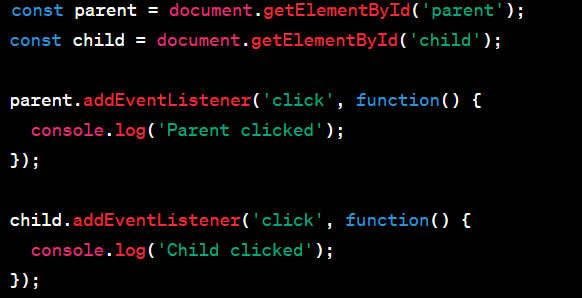 const parent = document.getElementById('parent');
const child = document.getElementById('child');
parent.addEventListener('click', function() {
  console.log('Parent clicked');
});
child.addEventListener('click', function() {
  console.log('Child clicked');
});